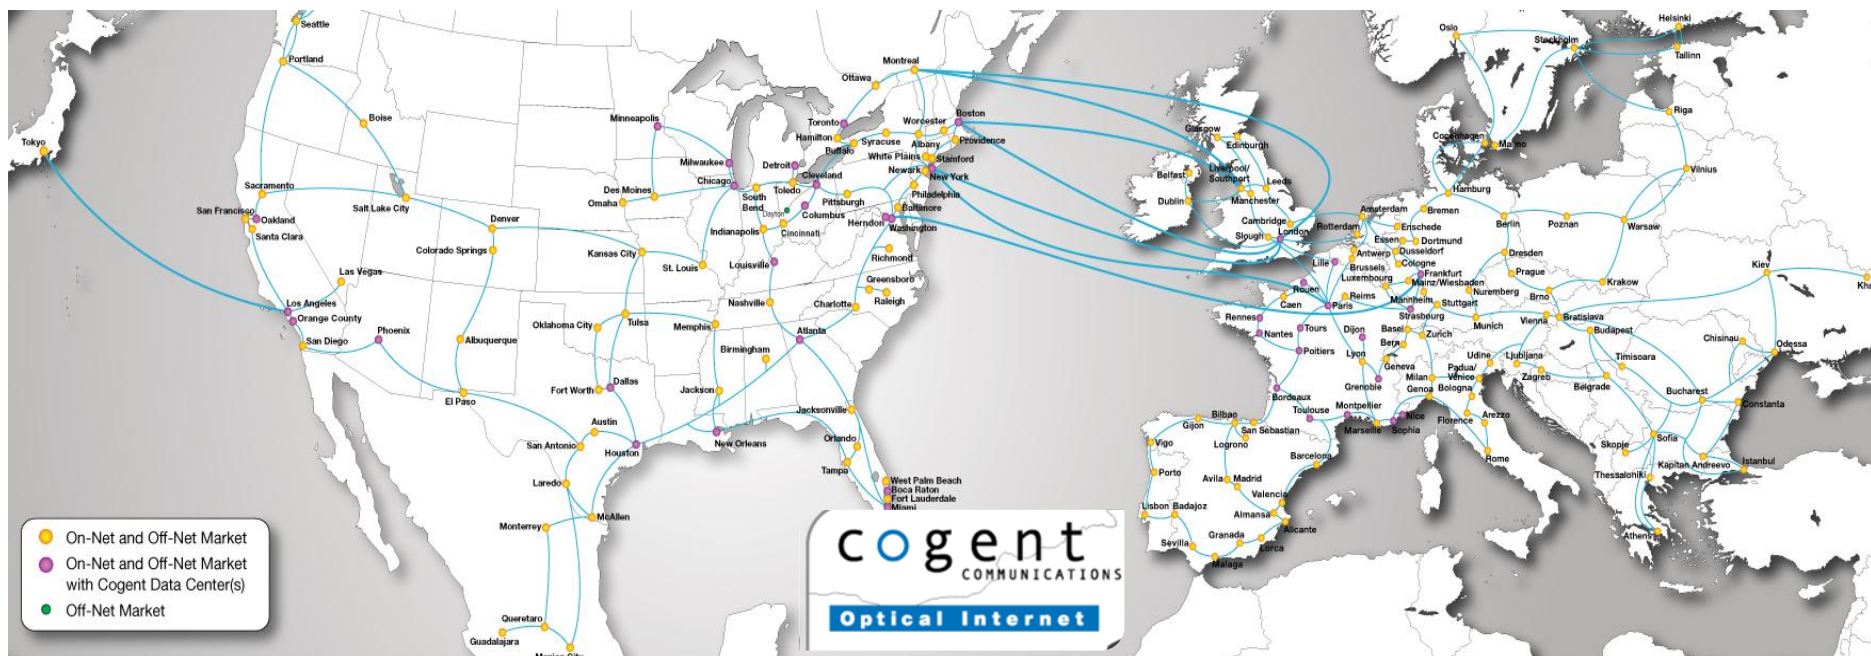 Seattle
Portland
Boise
Tokyo
Sacramento
San Francisco
Oakland
Santa Clara
Salt Lake City
Las Vegas
Los Angeles
Orange County
San Diego
Phoenix
Denver
Colorado Springs
Albuquerque
El Paso
Minneapolis
Milwaukee
Chicago
Des Moines
Omaha
Kansas City
St. Louis
Oklahoma City
Tulsa
Fort Worth
Dallas
Austin
San Antonio
Houston
Laredo
McAllen
Monterrey
Queretaro
Guadalajara
Mexico City
South
Bend
Detroit
Toledo
Cleveland
Dayton
Columbus
Indianapolis
Cincinnati
Louisville
Nashville
Memphis
Birmingham
Jackson
New Orleans
Atlanta
Charlotte
Greensboro
Raleigh
Richmond
Jacksonville
Orlando
Tampa
West Palm Beach
Boca Raton
Fort Lauderdale
Miami
Ottawa
Montreal
Toronto
Hamilton
Buffalo
Syracuse
Worcester
Boston
Albany
Providence
White Plains
Stamford
Newark
New York
Philadelphia
Pittsburgh
Baltimore
Herndon
Washington
Glasgow
Edinburgh
Belfast
Dublin
Liverpool/
Southport
Leeds
Manchester
Cambridge
Slough
London
Oslo
Stockholm
Helsinki
Tallinn
Riga
Vilnius
Copenhagen
Malmo
Hamburg
Bremen
Amsterdam
Rotterdam
Enschede
Essen
Dortmund
Dusseldorf
Antwerp
Brussels
Cologne
Luxembourg
Frankfurt
Mainz/Wiesbaden
Mannheim
Lille
Rouen
Caen
Reims
Paris
Strasbourg
Stuttgart
Nuremberg
Munich
Berlin
Poznan
Warsaw
Dresden
Prague
Krakow
Brno
Vienna
Bratislava
Budapest
Kiev
Kha
Rennes
Nantes
Tours
Poitiers
Dijon
Lyon
Grenoble
Basel
Bern
Zurich
Geneva
Bordeaux
Toulouse
Montpellier
Marseille
Nice
Sophia
Milan
Genoa
Padua/
Venice
Bologna
Udine
Ljubljana
Zagreb
Florence
Arezzo
Rome
Timisoara
Belgrade
Chisinau
Odessa
Bucharest
Constanta
Sofia
Skopje
Kapitan Andreevo
Istanbul
Thessaloniki
Athens
Gijon
Bilbao
San Sebastian
Logrono
Vigo
Porto
Barcelona
Avila
Madrid
Valencia
Almansa
Alicante
Lisbon
Badajoz
Sevilla
Granada
Lorca
Malaga
On-Net and Off-Net Market
On-Net and Off-Net Market
with Cogent Data Center(s)
Off-Net Market
cogent
COMMUNICATIONS
Optical Internet